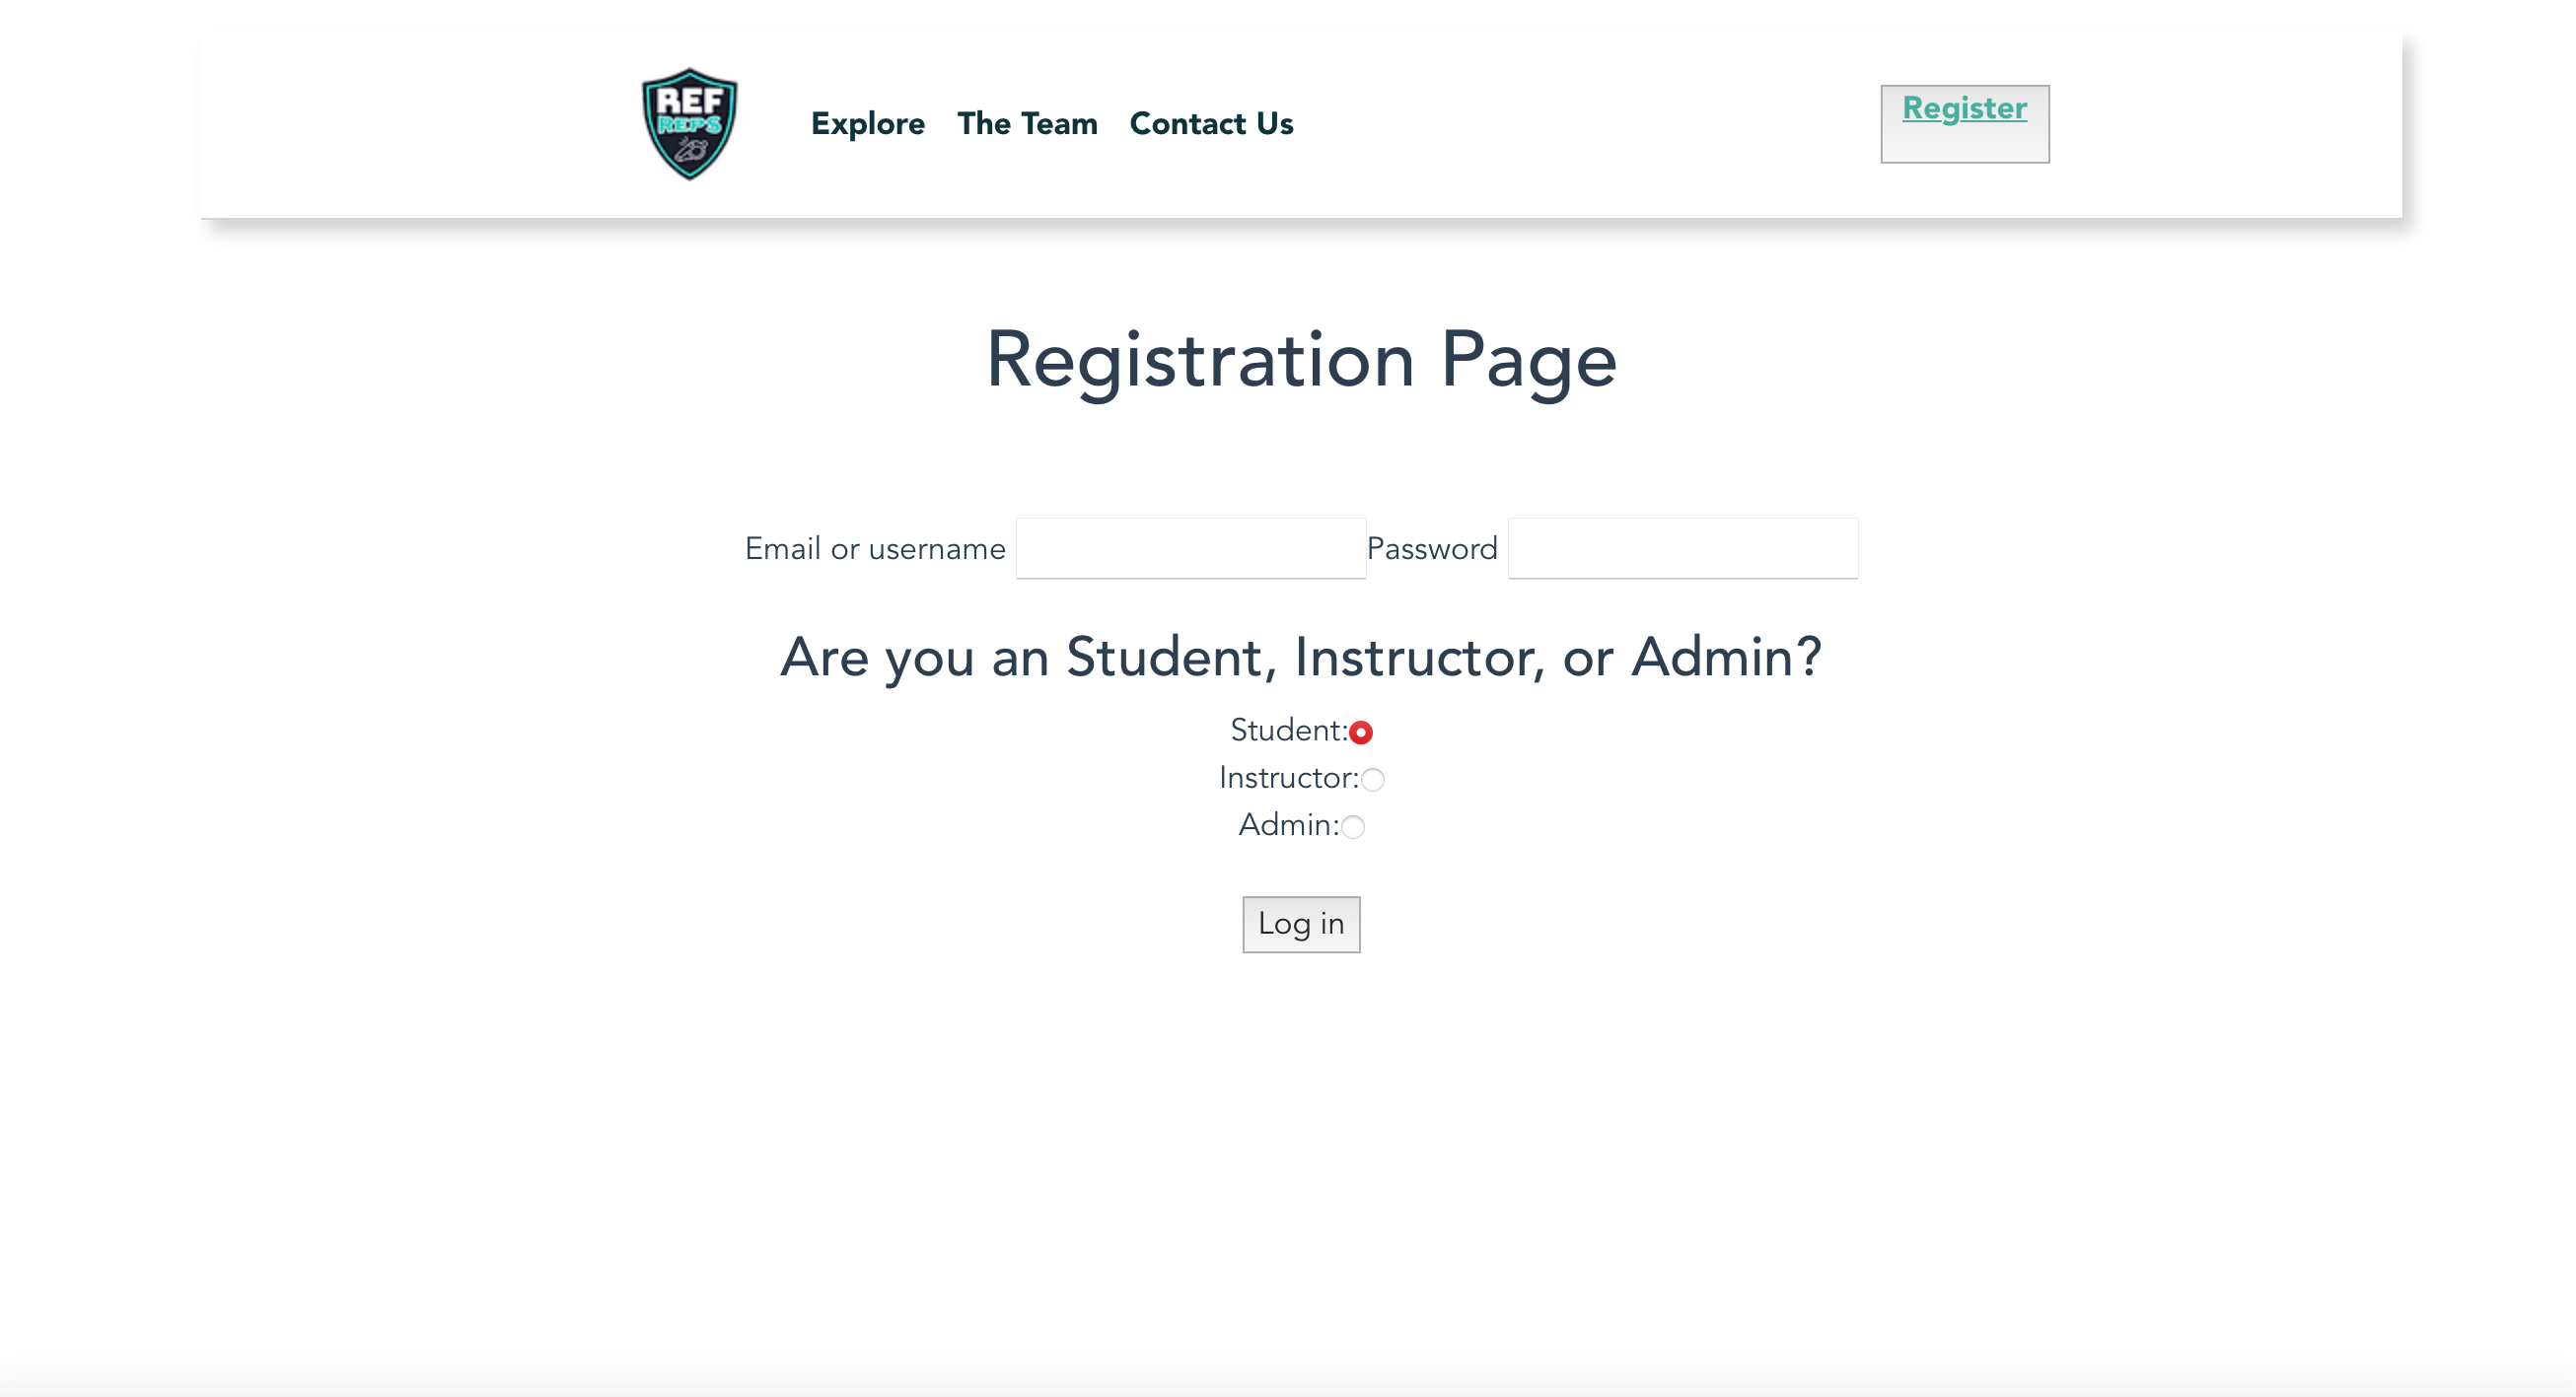 REF
REPS
Explore The Team Contact Us
Register
Registration Page
Email or username Password
Are you an Student, Instructor, or Admin?
Student:
Instructor:
Admin:
Log in